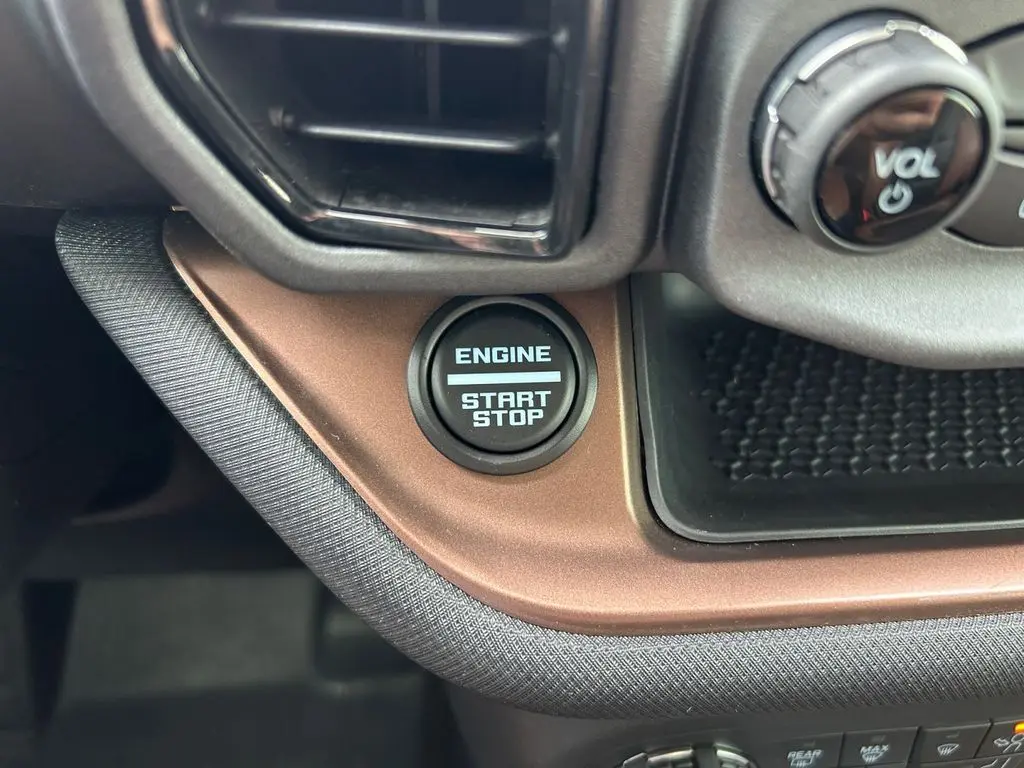 VOL
ENGINE
START
STOP
REAR
MAX